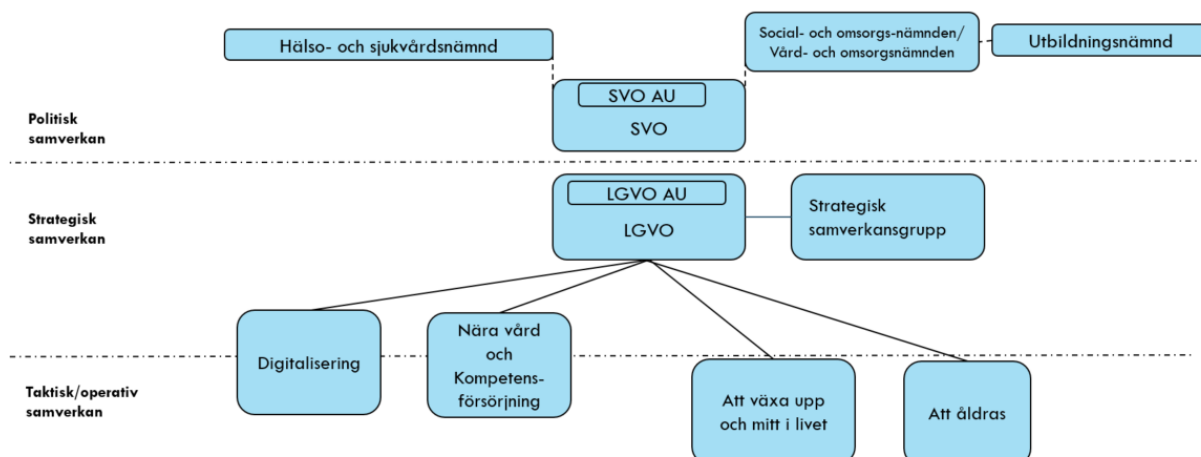 Hälso- och sjukvårdsnämnd
Social- och omsorgs-nämnden/
Vård- och omsorgsnämnden
Utbildningsnämnd
SVO AU
SVO
Politisk
samverkan
LGVO AU
LGVO
Strategisk
samverkansgrupp
Strategisk
samverkan
Digitalisering
Nära vård
och
Kompetens-
försörjning
Att växa upp
och mitt i livet
Att åldras
Taktisk/operativ
samverkan